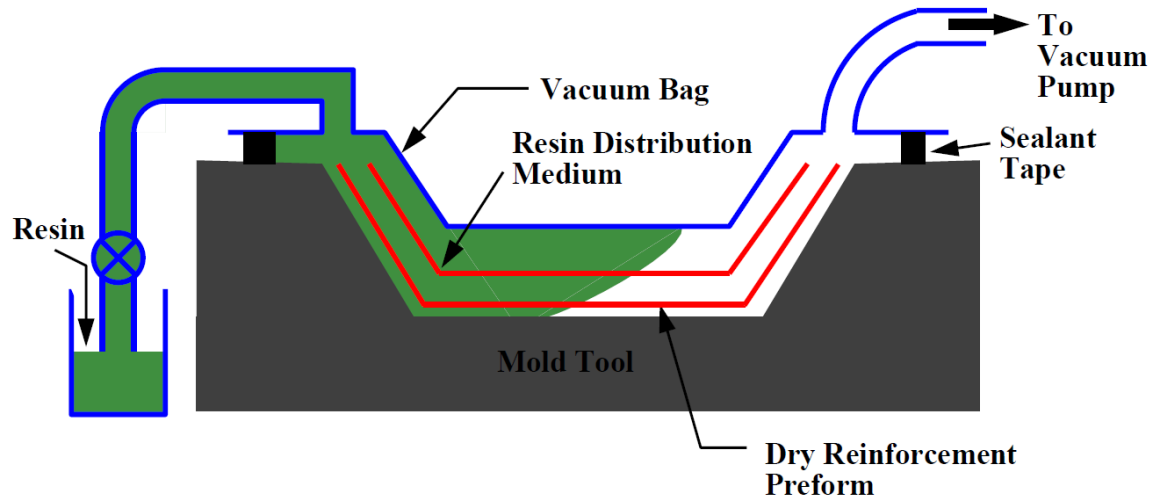 To
Vacuum
Pump
Vacuum Bag
Resin Distribution
Medium
Sealant
Tape
Resin
Mold Tool
Dry Reinforcement
Preform